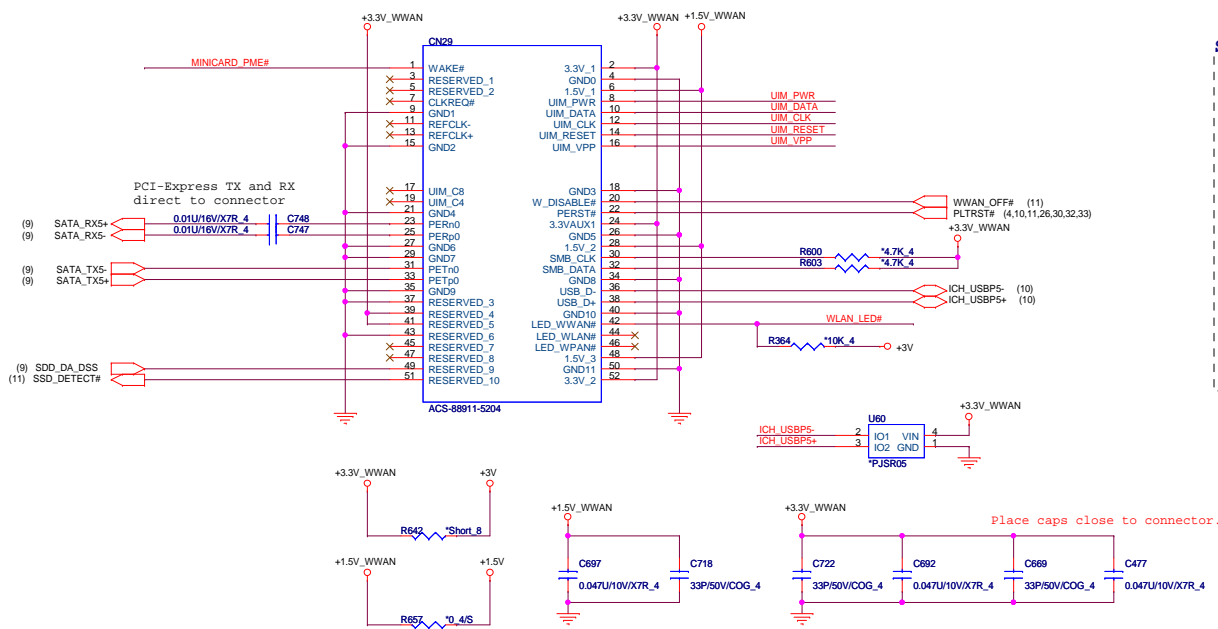 +3.3V_WWAN
+3.3V_WWAN
+1.5V_WWAN
CN29
MINICARD_PME#
1 WAKE#
3 RESERVED_1
5 RESERVED_2
7 CLKREQ#
9 GND1
11 REFCLK-
13 REFCLK+
15 GND2
17 UIM_C8
19 UIM_C4
21 GND4
23 PERn0
25 PERp0
27 GND6
29 GND7
31 PETn0
33 PETp0
35 GND9
37 RESERVED_3
39 RESERVED_4
41 RESERVED_5
43 RESERVED_6
45 RESERVED_7
47 RESERVED_8
49 RESERVED_9
51 RESERVED_10
3.3V_1 2
GND0 4
1.5V_1 6
UIM_PWR 8 UIM_PWR
UIM_DATA 10 UIM_DATA
UIM_CLK 12 UIM_CLK
UIM_RESET 14 UIM_RESET
UIM_VPP 16 UIM_VPP
GND3 18
W_DISABLE# 20 WWAN_OFF# (11)
PERST# 22 PLTRST# (4,10,11,26,30,32,33)
3.3VAUX1 24
GND5 26
1.5V_2 28
SMB_CLK 30 R600 *4.7K_4
SMB_DATA 32 R603 *4.7K_4
+3.3V_WWAN
GND8 34
USB_D- 36 ICH_USBP5- (10)
USB_D+ 38 ICH_USBP5+ (10)
GND10 40
LED_WWAN# 42 WLAN_LED#
LED_WLAN# 44
LED_WPAN# 46
1.5V_3 48
GND11 50
3.3V_2 52
R364 *10K_4 +3V
ACS-88911-5204
PCI-Express TX and RX
direct to connector
(9) SATA_RX5+ 0.01U/16V/X7R_4 C748
(9) SATA_RX5- 0.01U/16V/X7R_4 C747
(9) SATA_TX5-
(9) SATA_TX5+
(9) SDD_DA_DSS
(11) SSD_DETECT#
+3.3V_WWAN
U60
ICH_USBP5- 2 IO1 VIN 4
ICH_USBP5+ 3 IO2 GND 1
*PJSR05
+3.3V_WWAN +3V
R642 *Short_8
+1.5V_WWAN +1.5V
R657 *0_4/S
+1.5V_WWAN
C697
0.047U/10V/X7R_4
C718
33P/50V/COG_4
+3.3V_WWAN
Place caps close to connector.
C722
33P/50V/COG_4
C692
0.047U/10V/X7R_4
C669
33P/50V/COG_4
C477
0.047U/10V/X7R_4